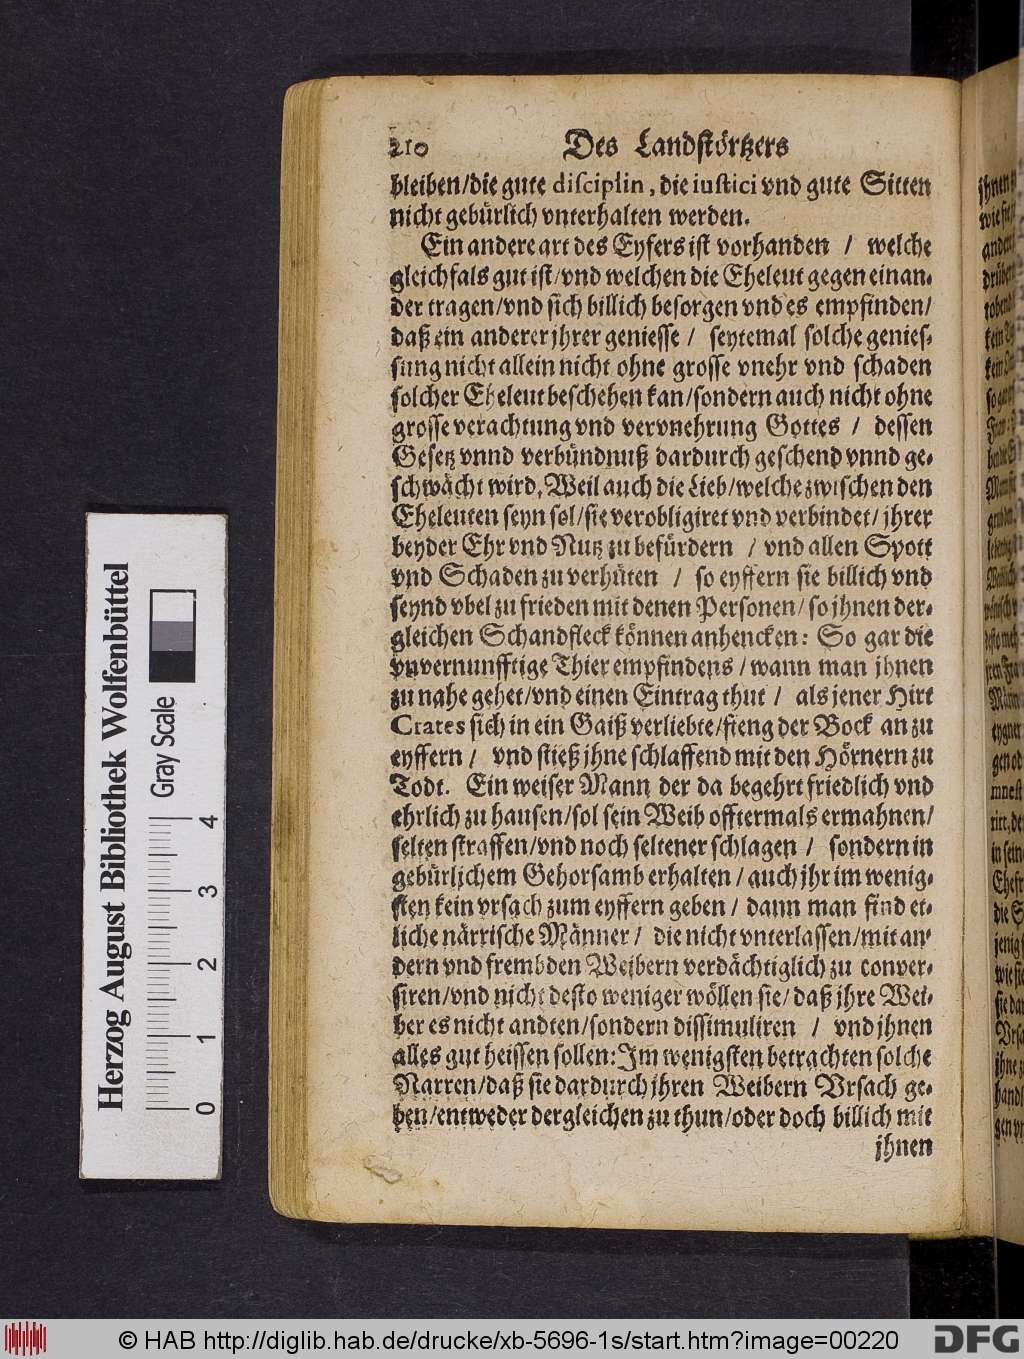 210 Des Landstörtzers
bleiben/die gute disciplin, die iustici vnd gute Sitten
nicht gebürlich vnterhalten werden.
Ein andere art des Eyfers ist vorhanden / welche
gleichfals gut ist/vnd welchen die Eheleut gegen einan-
der tragen/vnd sich billich besorgen vnd es empfinden/
daß ein anderer jhrer geniesse / seytemal solche genies-
sung nicht allein nicht ohne grosse vnehr vnd schaden
solcher Eheleut beschehen kan/sondern auch nicht ohne
grosse verachtung vnd vervnehrung Gottes / dessen
Gesetz vnnd verbündnuß dardurch geschend vnnd ge-
schwächt wird, Weil auch die Lieb/welche zwischen den
Eheleuten seyn sol/sie verobligiret vnd verbindet/jhrer
beyder Ehr vnd Nutz zu befürdern / vnd allen Spott
vnd Schaden zu verhüten / so eyffern sie billich vnd
seynd vbel zu frieden mit denen Personen/so jhnen der-
gleichen Schandfleck können anhencken: So gar die
vnvernunfftige Thier empfindens/wann man jhnen
zu nahe gehet/vnd einen Eintrag thut / als jener Hirt
Crates sich in ein Gaiß verliebte/fieng der Bock an zu
eyffern / vnd stieß jhne schlaffend mit den Hörnern zu
Todt. Ein weiser Mann der da begehrt friedlich vnd
ehrlich zu hausen/sol sein Weib offtermals ermahnen/
selten straffen/vnd noch seltener schlagen / sondern in
gebürlichem Gehorsamb erhalten/auch jhr im wenig-
sten kein vrsach zum eyffern geben/dann man find et-
liche närrische Männer/ die nicht vnterlassen/mit an-
dern vnd frembden Weibern verdächtiglich zu conver-
siren/vnd nicht desto weniger wöllen sie/daß jhre Wei-
ber es nicht andten/sondern dissimuliren / vnd jhnen
alles gut heissen sollen: Im wenigsten betrachten solche
Narren/daß sie dardurch jhren Weibern Vrsach ge-
ben/entweder dergleichen zu thun/oder doch billich mit
jhnen
Herzog August Bibliothek Wolfenbüttel
Gray Scale
0 1 2 3 4
© HAB http://diglib.hab.de/drucke/xb-5696-1s/start.htm?image=00220
DFG